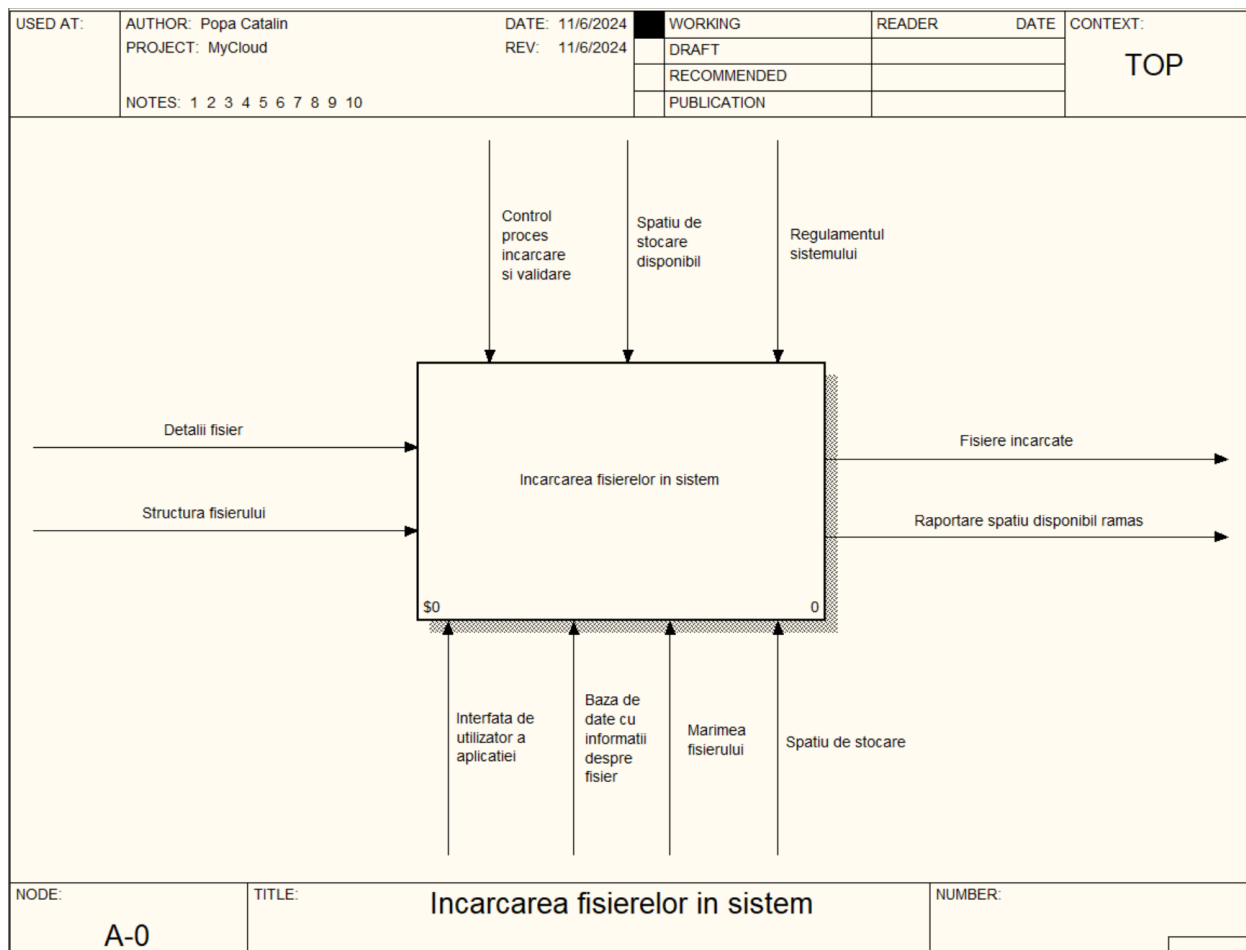 USED AT:
AUTHOR: Popa Catalin
DATE: 11/6/2024
WORKING
READER
DATE
CONTEXT:
PROJECT: MyCloud
REV: 11/6/2024
DRAFT
TOP
RECOMMENDED
NOTES: 1 2 3 4 5 6 7 8 9 10
PUBLICATION
Control
proces
incarcare
si validare
Spatiu de
stocare
disponibil
Regulamentul
sistemului
Detalii fisier
Structura fisierului
Incarcarea fisierelor in sistem
$0
0
Fisiere incarcate
Raportare spatiu disponibil ramas
Interfata de
utilizator a
aplicatiei
Baza de
date cu
informatii
despre
fisier
Marimea
fisierului
Spatiu de stocare
NODE:
A-0
TITLE:
Incarcarea fisierelor in sistem
NUMBER: